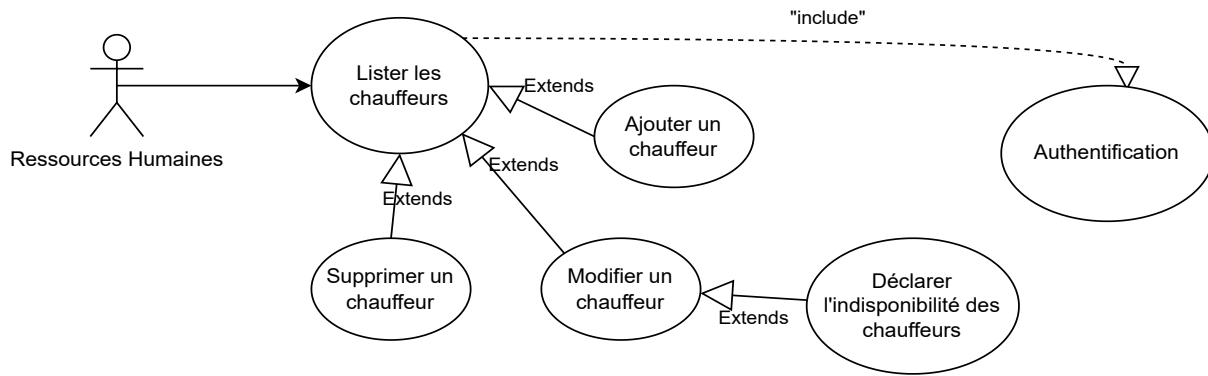 "include"
Lister les
chauffeurs
Extends
Ajouter un
chauffeur
Authentification
Ressources Humaines
Extends
Extends
Supprimer un
chauffeur
Modifier un
chauffeur
Extends
Déclarer
l'indisponibilité des
chauffeurs